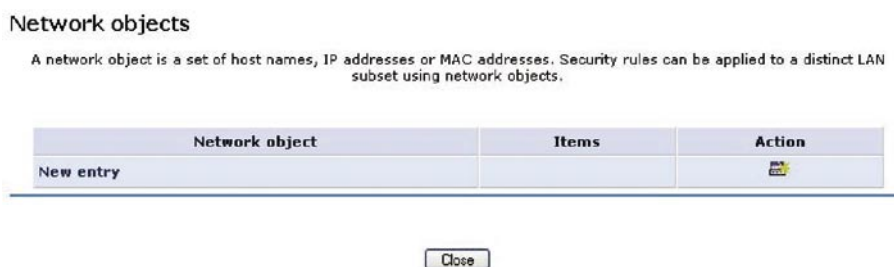 Network objects
A network object is a set of host names, IP addresses or MAC addresses. Security rules can be applied to a distinct LAN
subset using network objects.
Network object Items Action
New entry
Close